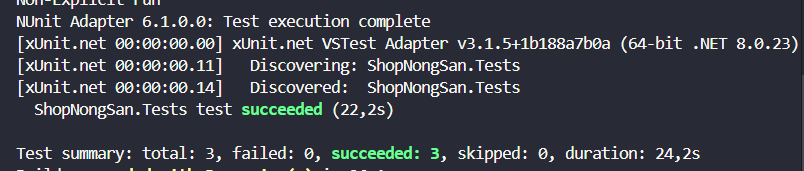 Non-Explicit run
NUnit Adapter 6.1.0.0: Test execution complete
[xUnit.net 00:00:00.00] xUnit.net VSTest Adapter v3.1.5+1b188a7b0a (64-bit .NET 8.0.23)
[xUnit.net 00:00:00.11]   Discovering: ShopNongSan.Tests
[xUnit.net 00:00:00.14]   Discovered:  ShopNongSan.Tests
  ShopNongSan.Tests test succeeded (22,2s)

Test summary: total: 3, failed: 0, succeeded: 3, skipped: 0, duration: 24,2s